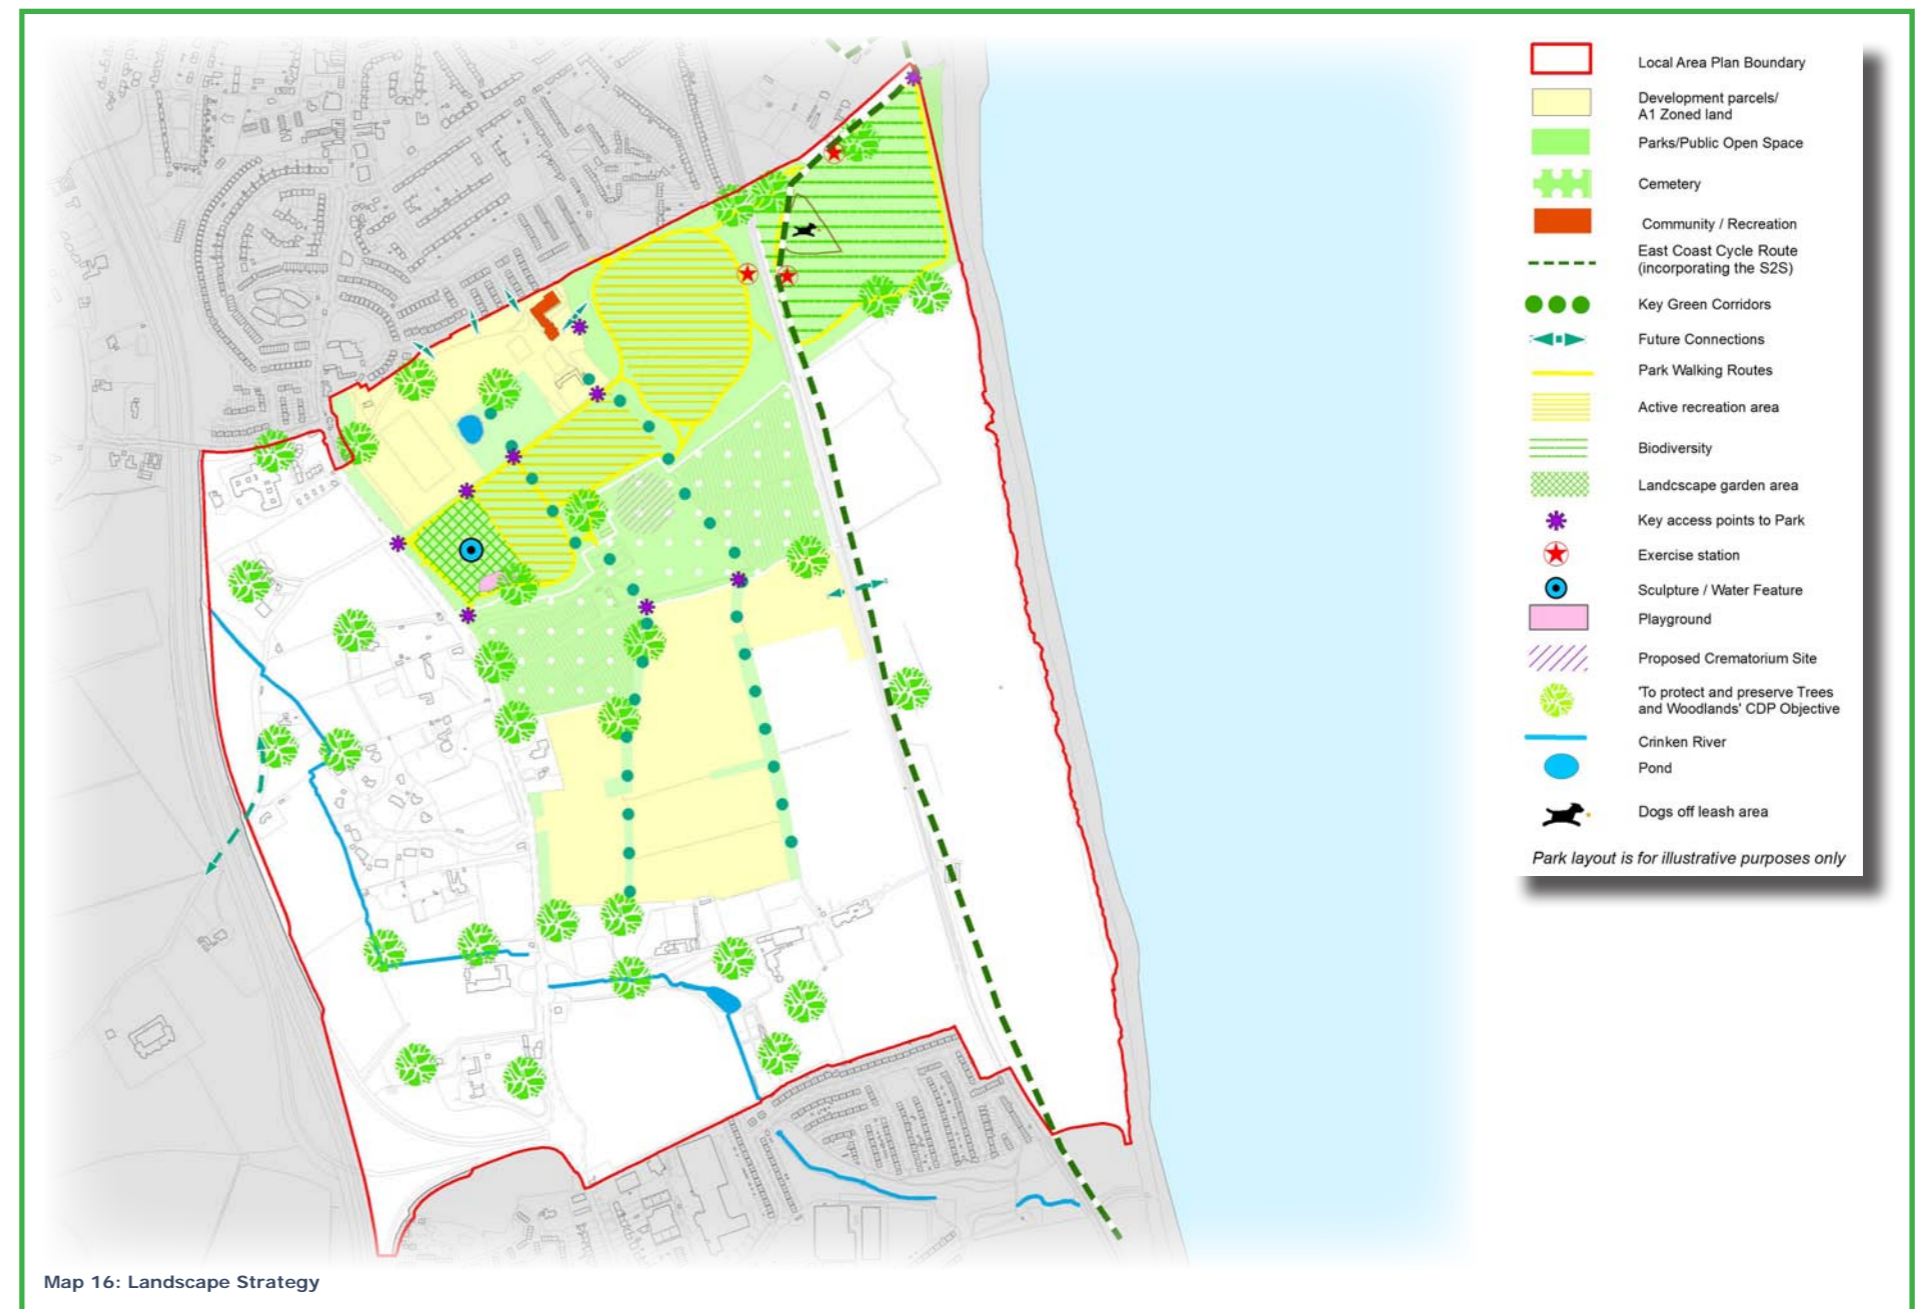 Local Area Plan Boundary
Development parcels/
A1 Zoned land
Parks/Public Open Space
Cemetery
Community / Recreation
East Coast Cycle Route
(incorporating the S2S)
Key Green Corridors
Future Connections
Park Walking Routes
Active recreation area
Biodiversity
Landcscape garden area
Key access points to Park
Exercise station
Sculpture / Water Feature
Playground
Proposed Crematorium Site
'To protect and preserve Trees
and Woodlands' CDP Objective
Crinken River
Pond
Dogs off leash area
Park layout is for illustrative purposes only
Map 16: Landscape Strategy